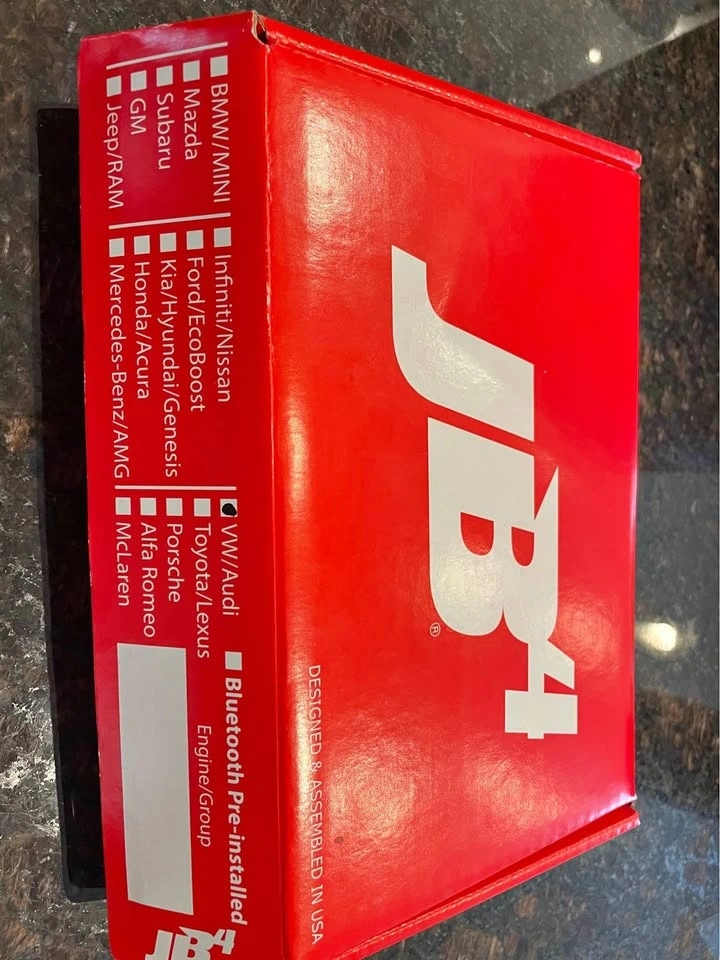 JB4®
DESIGNED & ASSEMBLED IN USA
BMW/MINI
Mazda
Subaru
GM
Jeep/RAM
Infiniti/Nissan
Ford/EcoBoost
Kia/Hyundai/Genesis
Honda/Acura
Mercedes-Benz/AMG
VW/Audi
Toyota/Lexus
Porsche
Alfa Romeo
McLaren
Bluetooth Pre-installed
Engine/Group
JB4